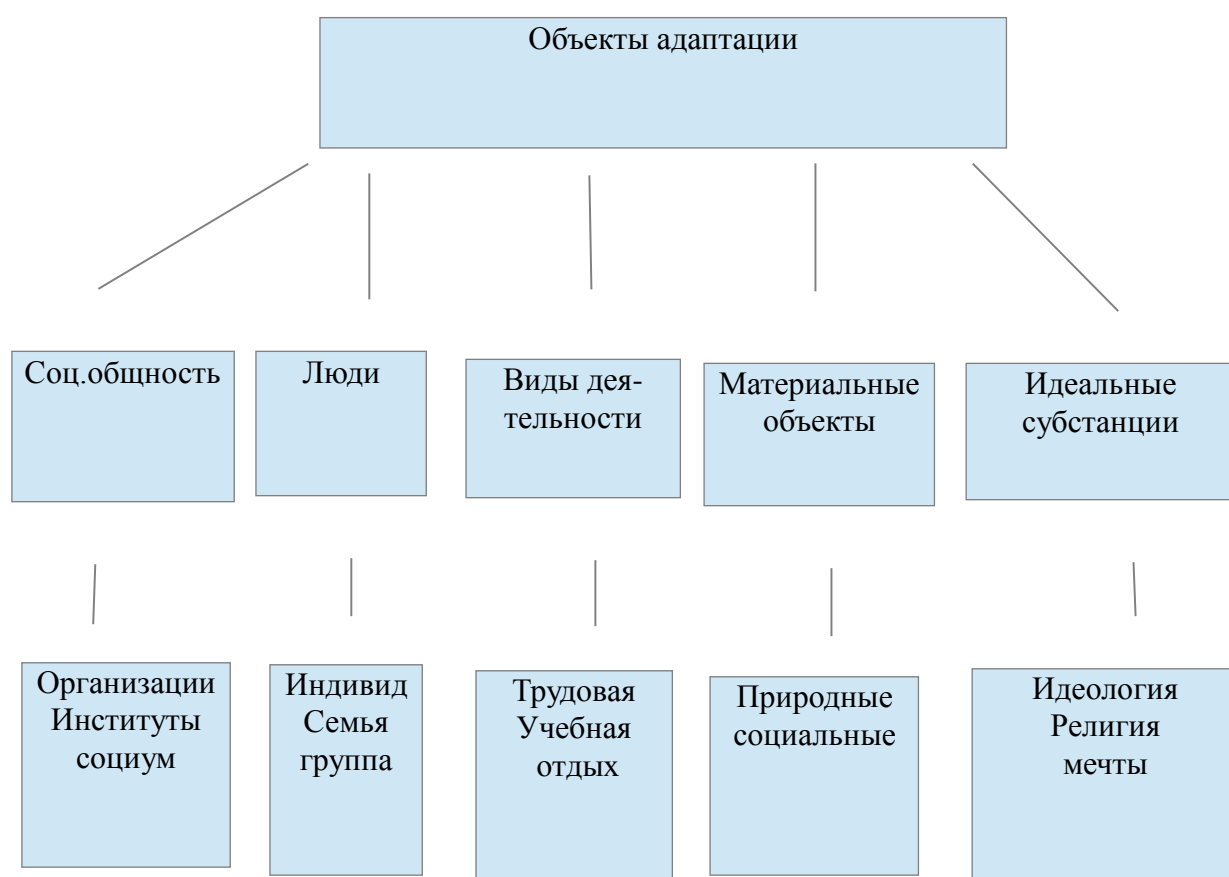 Объекты адаптации
Соц.общность
Люди
Виды дея-
тельности
Материальные
объекты
Идеальные
субстанции
Организации
Институты
социум
Индивид
Семья
группа
Трудовая
Учебная
отдых
Природные
социальные
Идеология
Религия
мечты